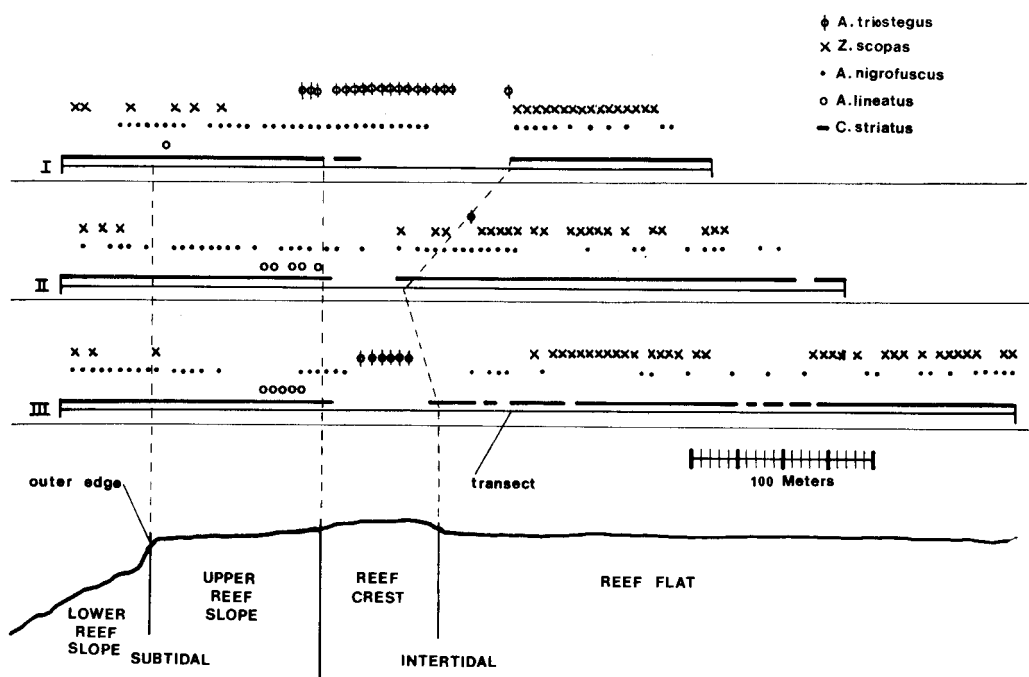 A. triostegus
Z. scopas
A. nigrofuscus
A. lineatus
C. striatus
I
II
III
transect
100 Meters
outer edge
LOWER
REEF
SLOPE
SUBTIDAL
UPPER
REEF
SLOPE
REEF
CREST
INTERTIDAL
REEF FLAT